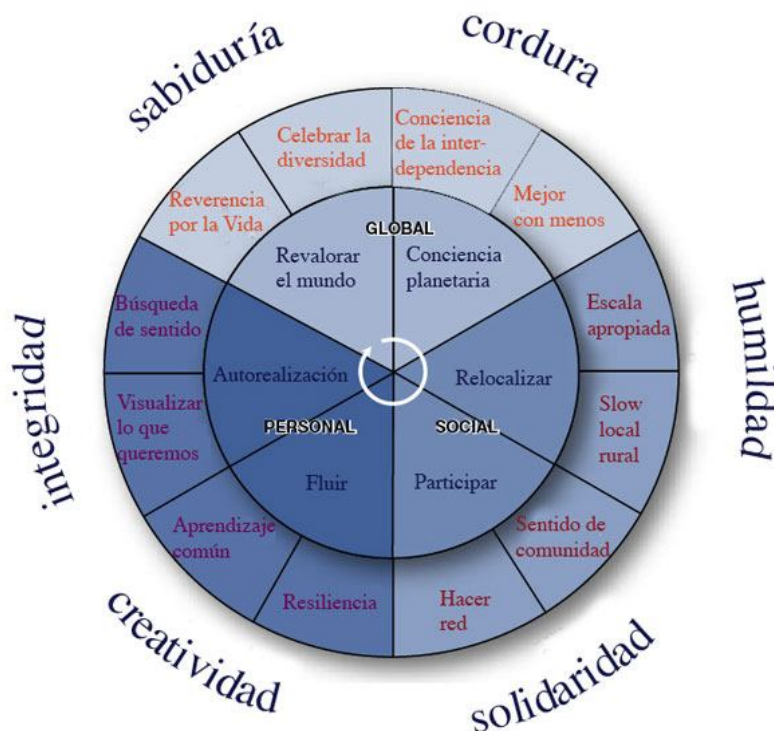 sabiduría
cordura
Celebrar la
diversidad
Conciencia
de la inter-
dependencia
Reverencia
por la Vida
Mejor
con menos
GLOBAL
Revalorar
el mundo
Conciencia
planetaria
Búsqueda
de sentido
Escala
apropiada
integridad
humildad
Autorealización
Relocalizar
Visualizar
lo que
queremos
Slow
local
rural
PERSONAL
SOCIAL
Fluir
Participar
Aprendizaje
común
Sentido de
comunidad
Resiliencia
Hacer
red
creatividad
solidaridad